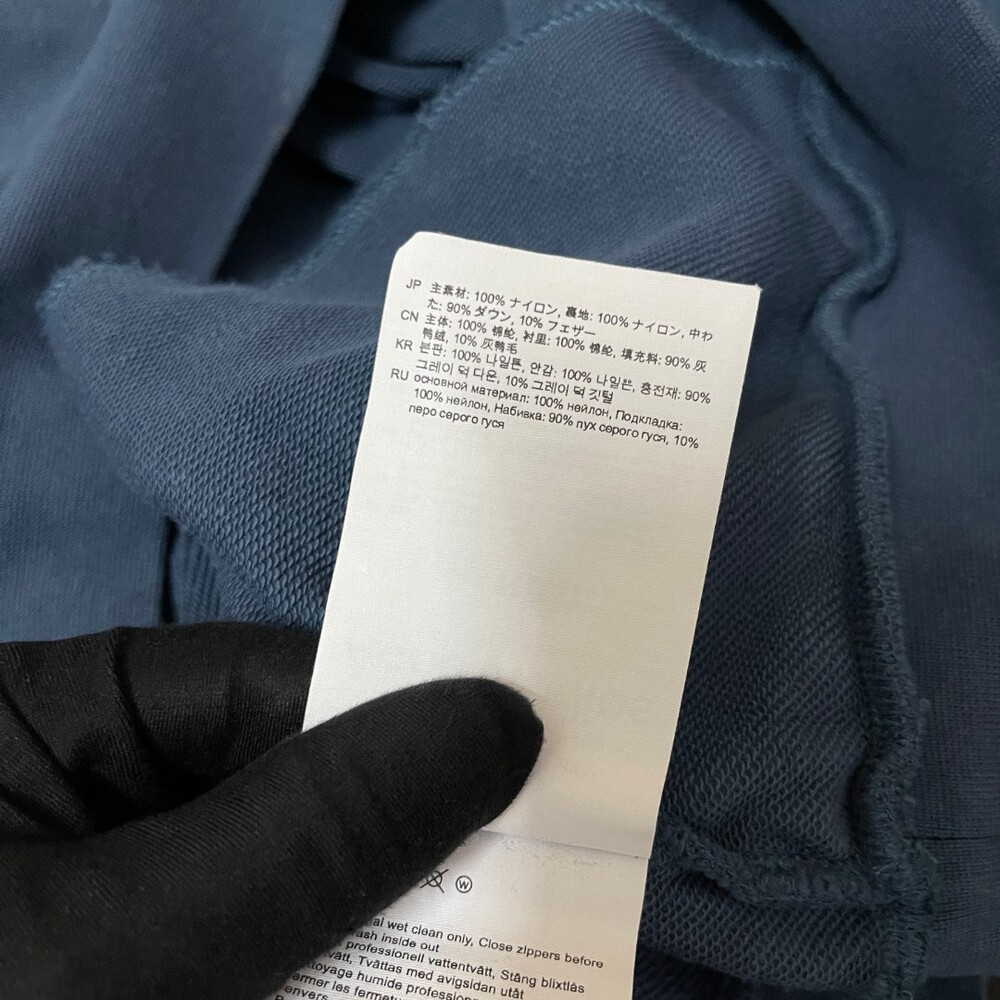 JP 主素材: 100% ナイロン, 裏地: 100% ナイロン, 中わ
た: 90% ダウン, 10% フェザー
CN 主体: 100% 锦纶, 衬里: 100% 锦纶, 填充料: 90% 灰
鸭绒, 10% 灰鸭毛
KR 본판: 100% 나일론, 안감: 100% 나일론, 충전재: 90%
그레이 덕 다운, 10% 그레이 덕 깃털
RU основной материал: 100% нейлон, Подкладка:
100% нейлон, Набивка: 90% пух серого гуся, 10%
перо серого гуся
W
al wet clean only, Close zippers before
ash inside out
professionell vattentvätt, Stäng blixtlås
vätt, Tvättas med avigsidan utåt
ttoyage humide profession
ermer les fermetu
envers